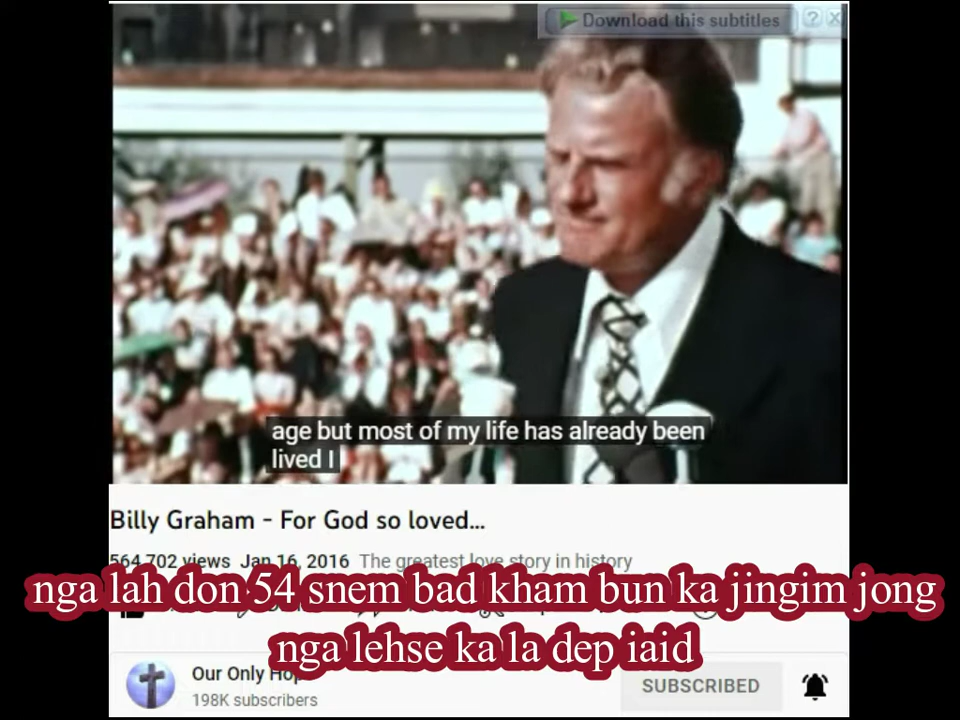 Download this subtitles ? X
age but most of my life has already been
lived I
Billy Graham - For God so loved...
564,702 views Jan 16, 2016 The greatest love story in history
nga lah don 54 snem bad kham bun ka jingim jong
nga lehse ka la dep iaid
Our Only
198K subscribers
SUBSCRIBED